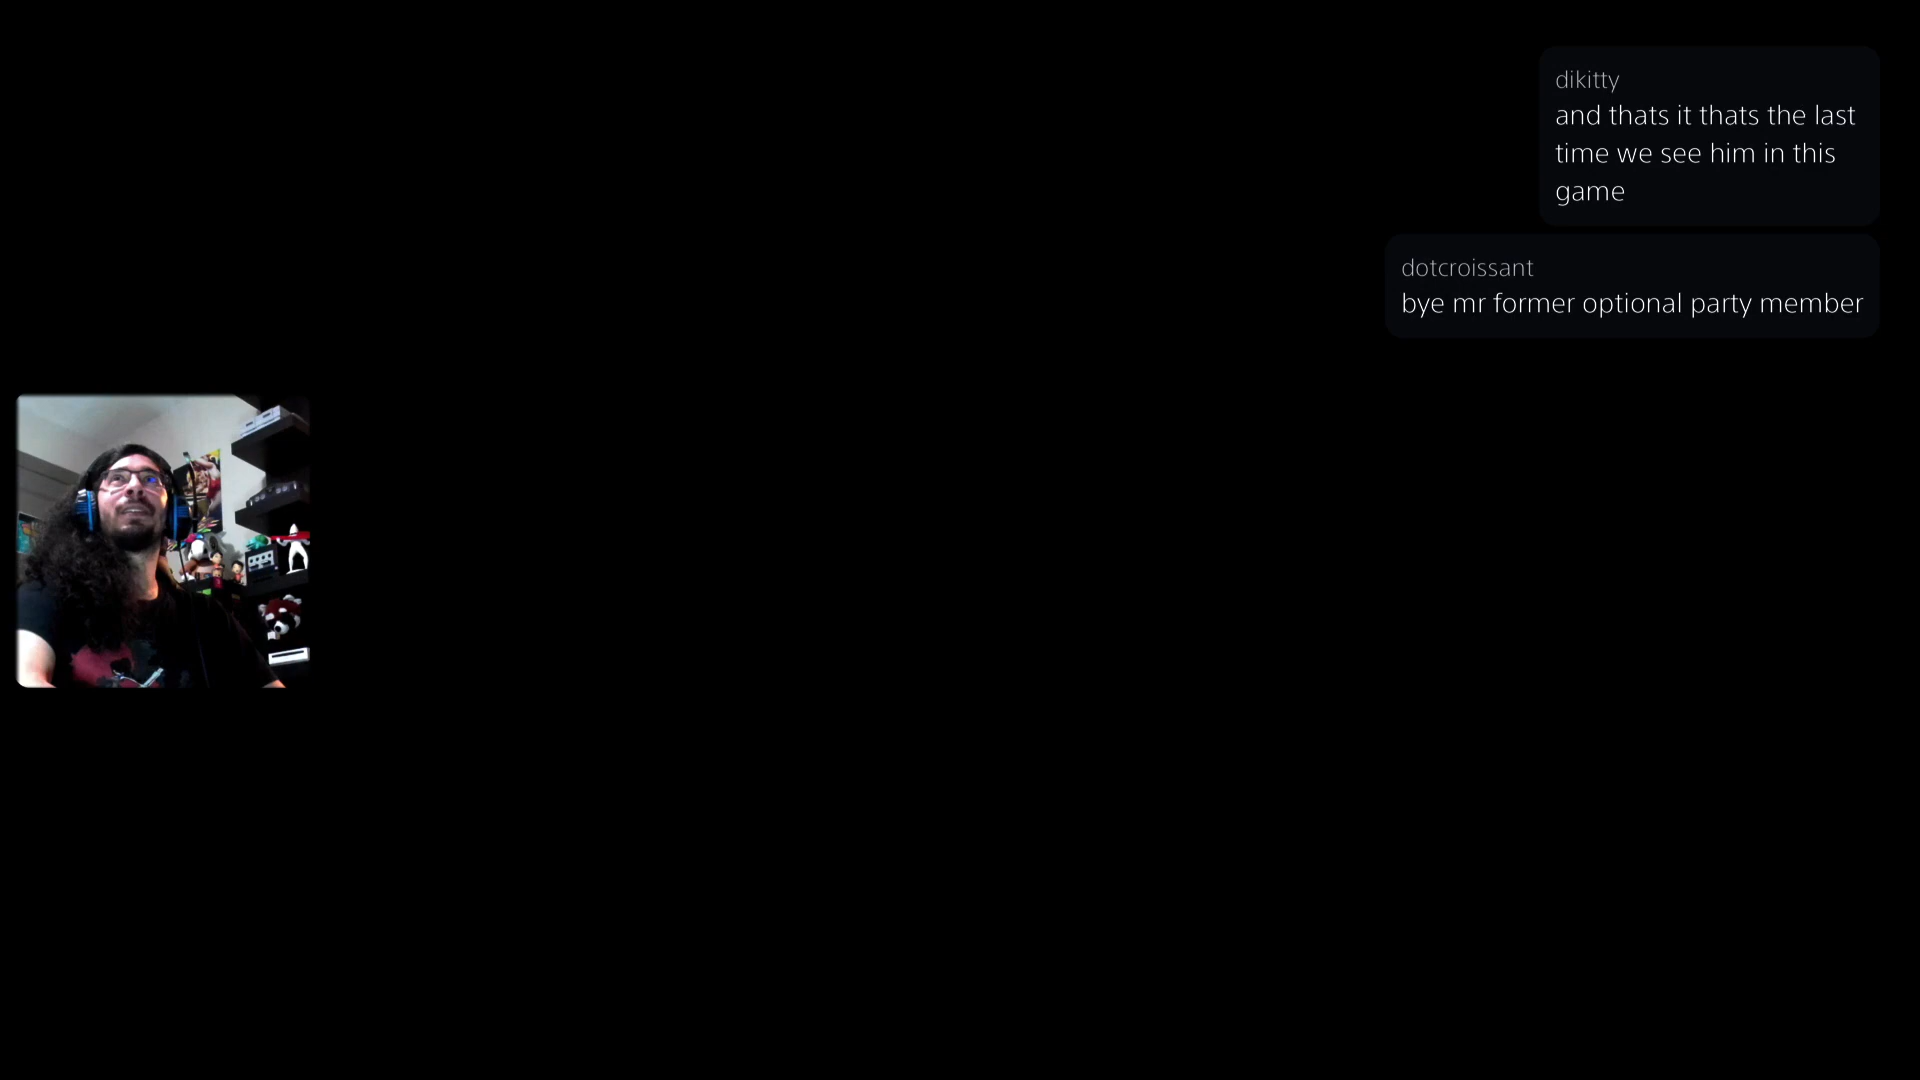 dikitty
and thats it thats the last
time we see him in this
game
dotcroissant
bye mr former optional party member